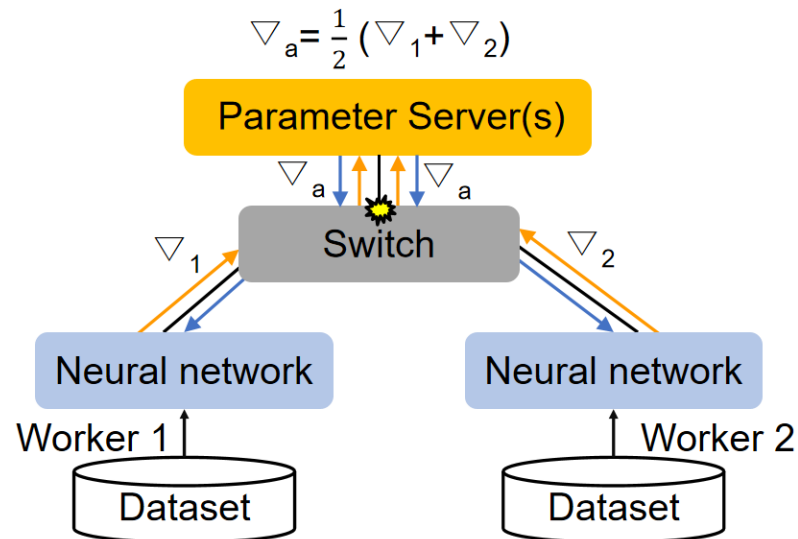 ▽a= 1/2 (▽1+▽2)
Parameter Server(s)
▽a ▽a
Switch
▽1 ▽2
Neural network Neural network
Worker 1 Worker 2
Dataset Dataset